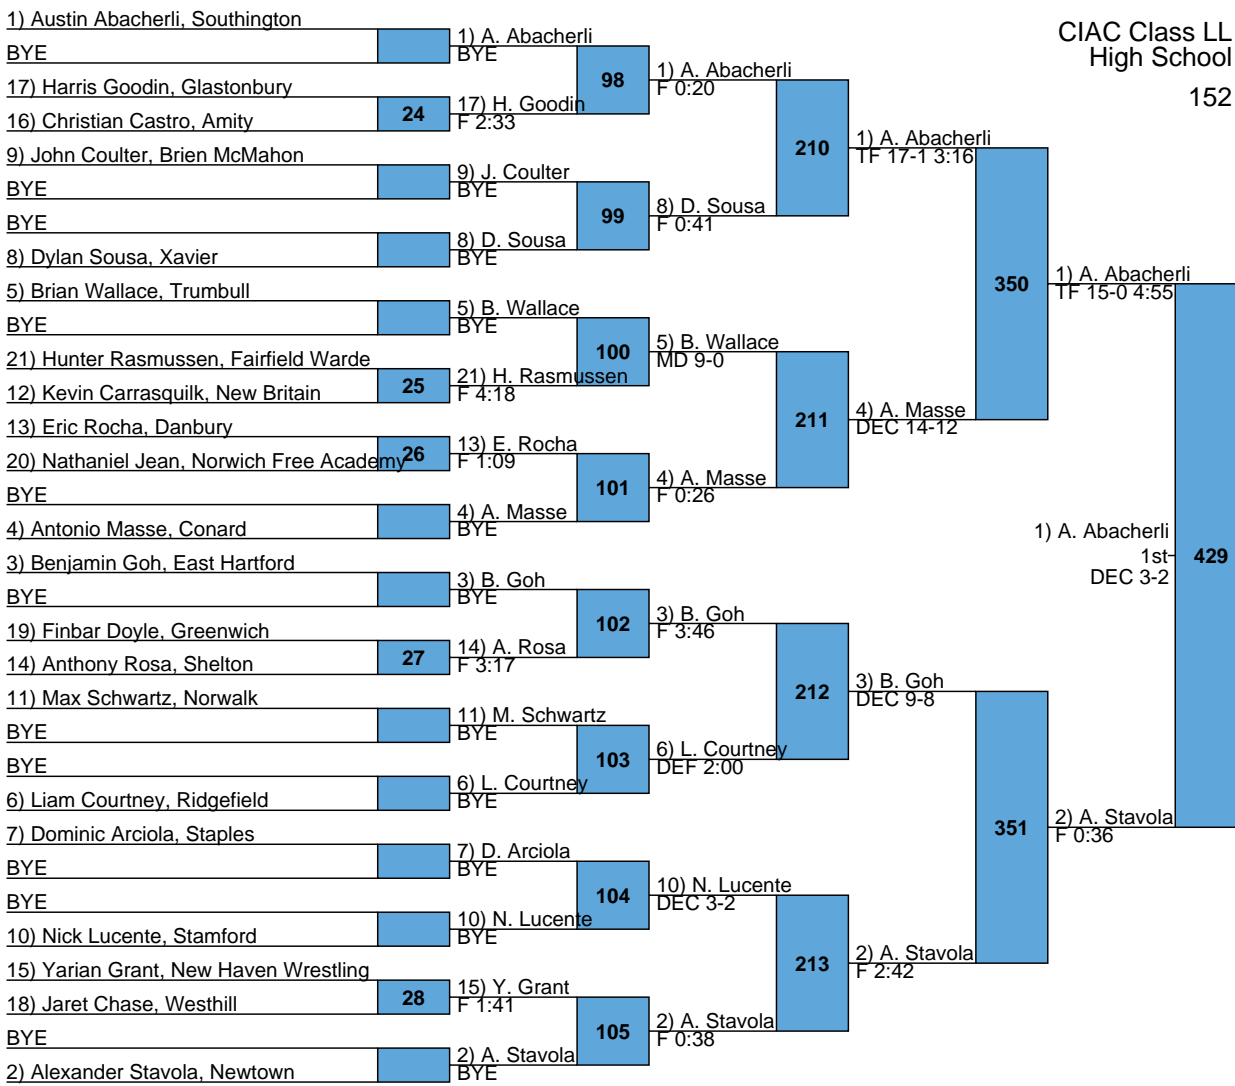 CIAC Class LL
High School
152
1) Austin Abacherli, Southington
BYE
17) Harris Goodin, Glastonbury
16) Christian Castro, Amity
9) John Coulter, Brien McMahon
BYE
BYE
8) Dylan Sousa, Xavier
5) Brian Wallace, Trumbull
BYE
21) Hunter Rasmussen, Fairfield Warde
12) Kevin Carrasquilk, New Britain
13) Eric Rocha, Danbury
20) Nathaniel Jean, Norwich Free Academy
BYE
4) Antonio Masse, Conard
3) Benjamin Goh, East Hartford
BYE
19) Finbar Doyle, Greenwich
14) Anthony Rosa, Shelton
11) Max Schwartz, Norwalk
BYE
BYE
6) Liam Courtney, Ridgefield
7) Dominic Arciola, Staples
BYE
BYE
10) Nick Lucente, Stamford
15) Yarian Grant, New Haven Wrestling
18) Jaret Chase, Westhill
BYE
2) Alexander Stavola, Newtown
24
25
26
27
28
1) A. Abacherli
BYE
17) H. Goodin
F 2:33
9) J. Coulter
BYE
8) D. Sousa
BYE
5) B. Wallace
BYE
21) H. Rasmussen
F 4:18
13) E. Rocha
F 1:09
4) A. Masse
BYE
3) B. Goh
BYE
14) A. Rosa
F 3:17
11) M. Schwartz
BYE
6) L. Courtney
BYE
7) D. Arciola
BYE
10) N. Lucente
BYE
15) Y. Grant
F 1:41
2) A. Stavola
BYE
98
99
100
101
102
103
104
105
1) A. Abacherli
F 0:20
8) D. Sousa
F 0:41
5) B. Wallace
MD 9-0
4) A. Masse
F 0:26
3) B. Goh
F 3:46
6) L. Courtney
DEF 2:00
10) N. Lucente
DEC 3-2
2) A. Stavola
F 0:38
210
211
212
213
1) A. Abacherli
TF 17-1 3:16
4) A. Masse
DEC 14-12
3) B. Goh
DEC 9-8
2) A. Stavola
F 2:42
350
351
1) A. Abacherli
TF 15-0 4:55
2) A. Stavola
F 0:36
429
1) A. Abacherli
1st
DEC 3-2